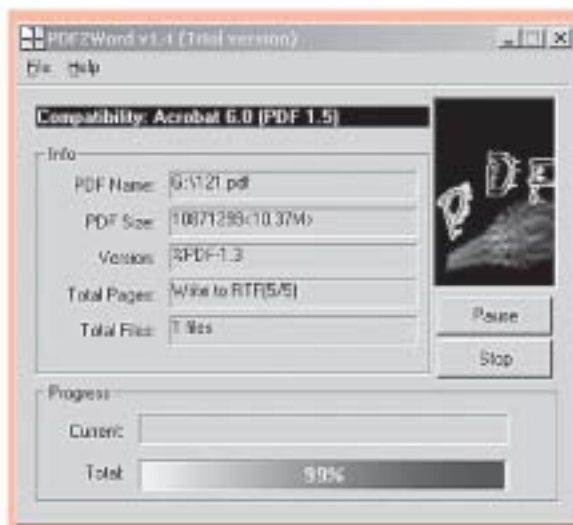 PDF2Word v1.4 (Trial version)
File Help
Compatibility: Acrobat 6.0 (PDF 1.5)
Info
PDF Name: G:\121.pdf
PDF Size: 10871299<10.37M>
Version: %PDF-1.3
Total Pages: Write to RTF(5/5)
Total Files: 1 files
Pause
Stop
Progress
Current:
Total: 99%